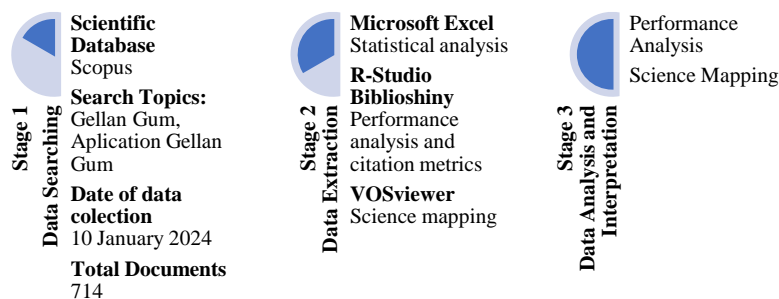 Stage 1
Data Searching
Scientific
Database
Scopus
Search Topics:
Gellan Gum,
Aplication Gellan
Gum
Date of data
colection
10 January 2024
Total Documents
714
Stage 2
Data Extraction
Microsoft Excel
Statistical analysis
R-Studio
Biblioshiny
Performance
analysis and
citation metrics
VOSviewer
Science mapping
Stage 3
Data Analysis and
Interpretation
Performance
Analysis
Science Mapping